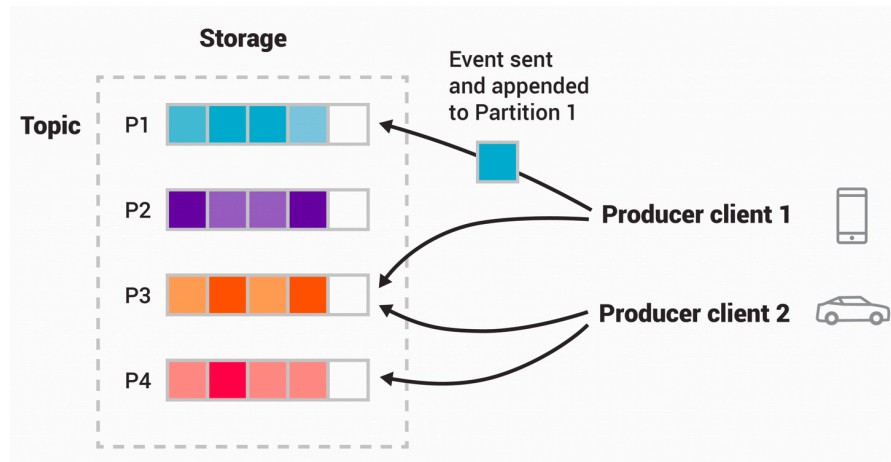 Storage
Event sent
and appended
to Partition 1
Topic
P1
P2
Producer client 1
P3
Producer client 2
P4